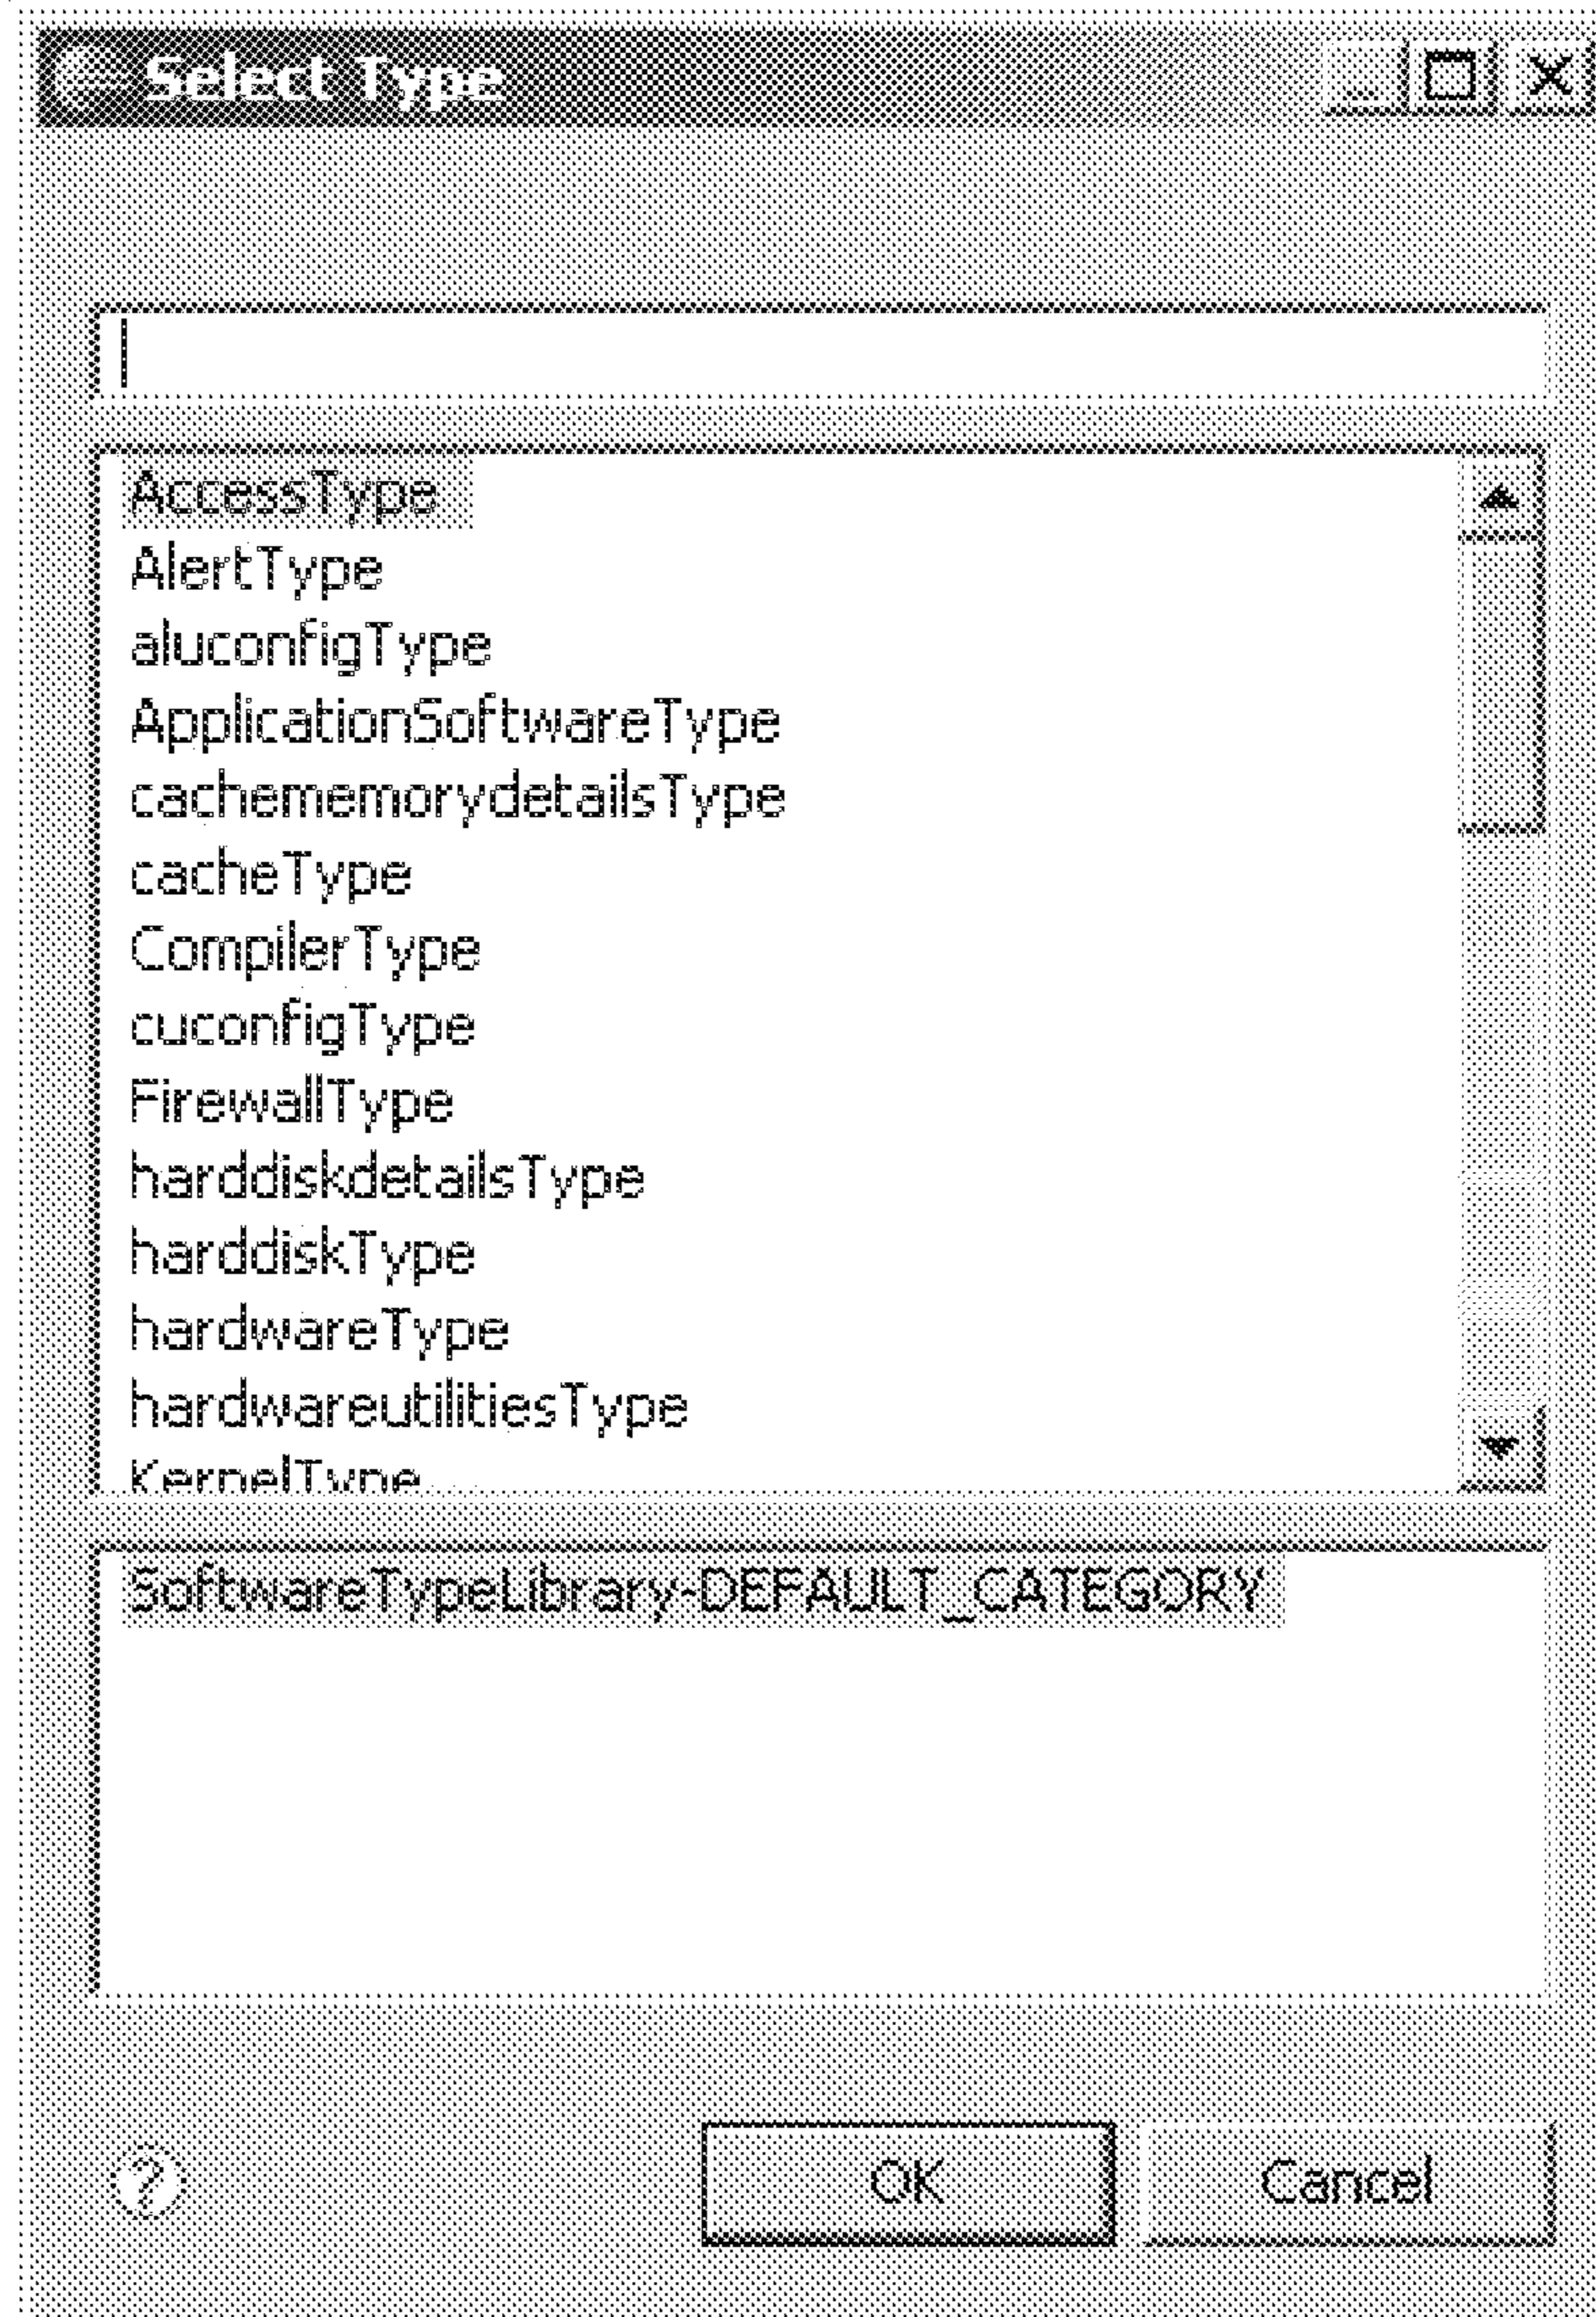 Select Type
AccessType
AlertType
aluconfigType
ApplicationSoftwareType
cachememorydetailsType
cacheType
CompilerType
cuconfigType
FirewallType
harddiskdetailsType
harddiskType
hardwareType
hardwareutilitiesType
KernelType
SoftwareTypeLibrary-DEFAULT_CATEGORY
?
OK
Cancel